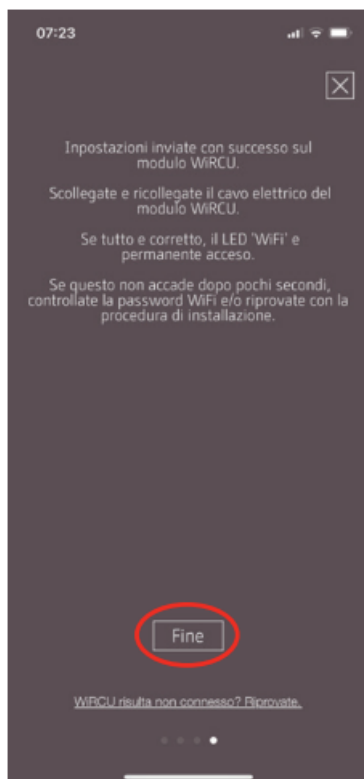 07:23
Inpostazioni inviate con successo sul
modulo WiRCU.
Scollegate e ricollegate il cavo elettrico del
modulo WiRCU.
Se tutto e corretto, il LED 'WiFi' e
permanente acceso.
Se questo non accade dopo pochi secondi,
controllate la password WiFi e/o riprovate con la
procedura di installazione.
Fine
WiRCU risulta non connesso? Riprovate.